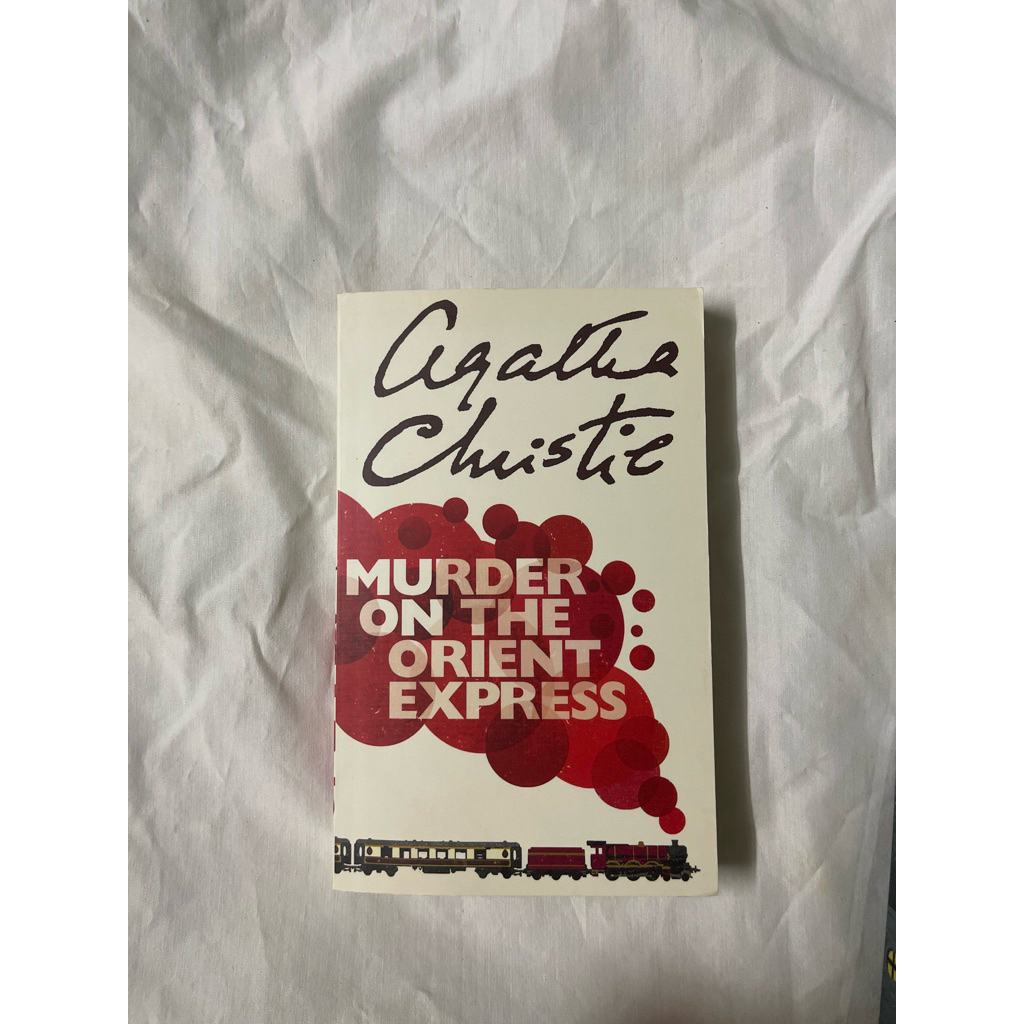 Agatha
Christie
MURDER
ON THE
ORIENT
EXPRESS